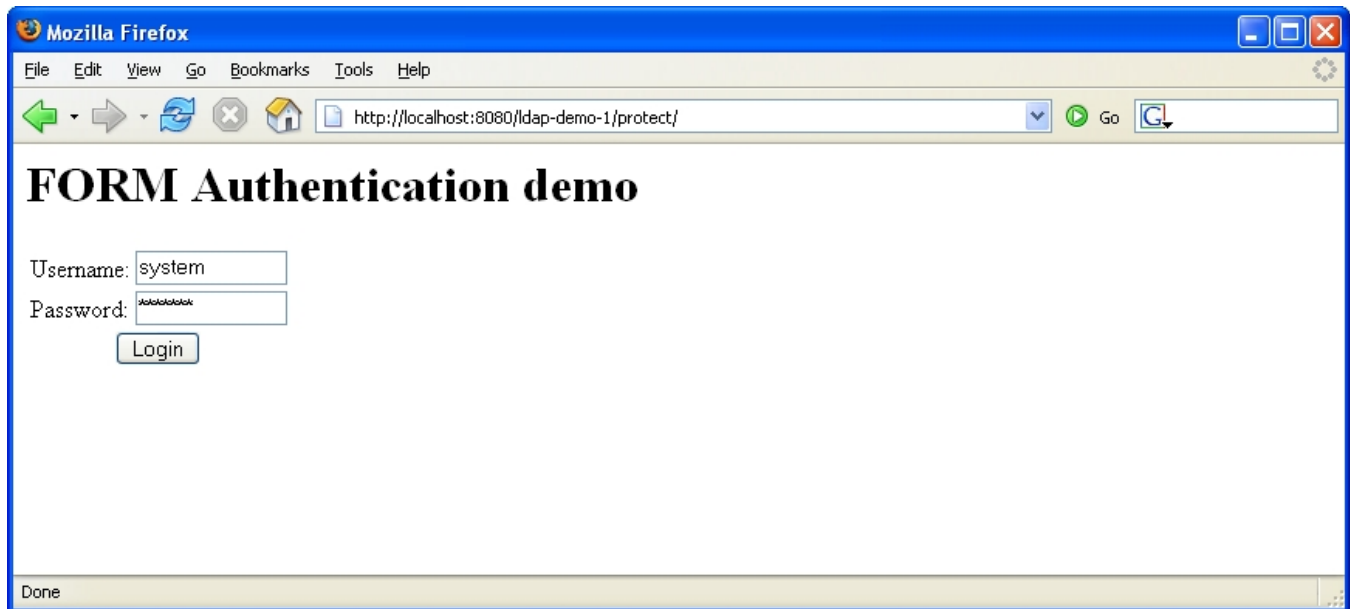 Mozilla Firefox
File Edit View Go Bookmarks Tools Help
http://localhost:8080/ldap-demo-1/protect/ Go G
FORM Authentication demo
Username: system
Password: ********
Login
Done